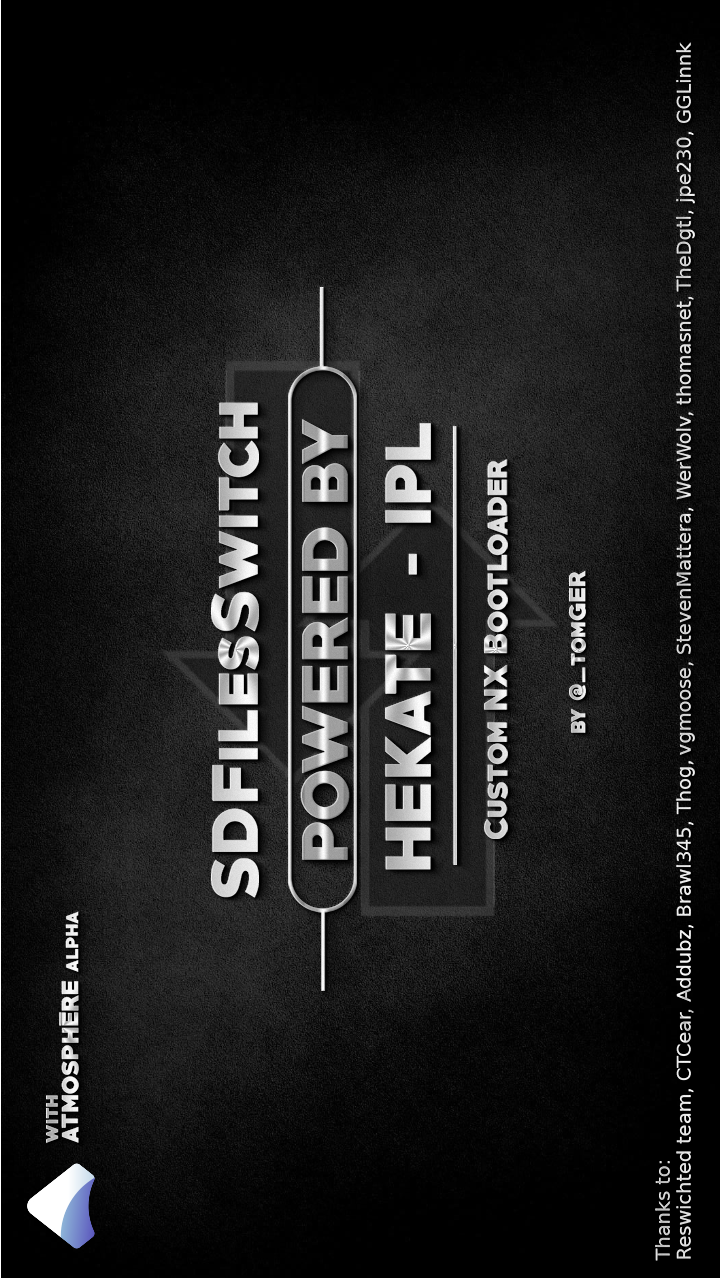 WITH
ATMOSPHÈRE ALPHA
SDFILESSWITCH
POWERED BY
HEKATE - IPL
CUSTOM NX BOOTLOADER
BY @_TOMGER
Thanks to:
Reswichted team, CTCear, Addubz, Brawl345, Thog, vgmoose, StevenMattera, WerWolv, thomasnet, TheDgtl, jpe230, GGLinnk